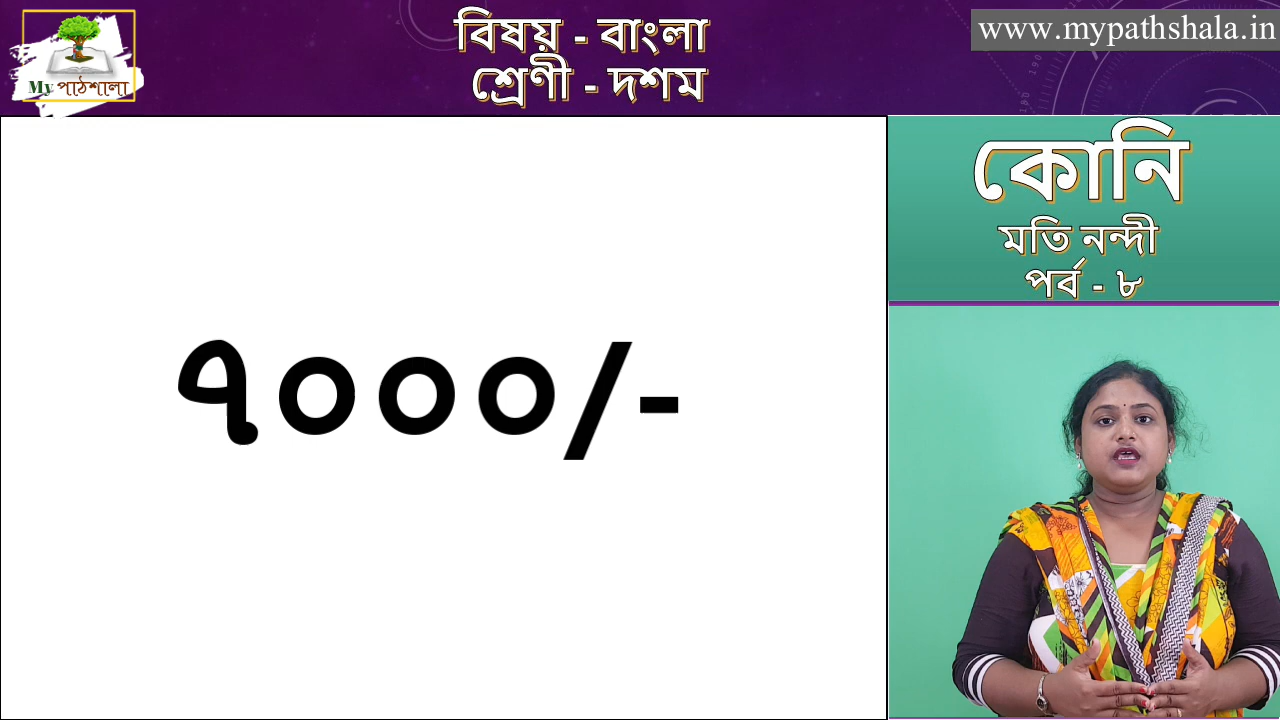 My পাঠশালা
বিষয় - বাংলা
শ্রেণী - দশম
www.mypathshala.in
কোনি
মতি নন্দী
পর্ব - ৮
৭০০০/-